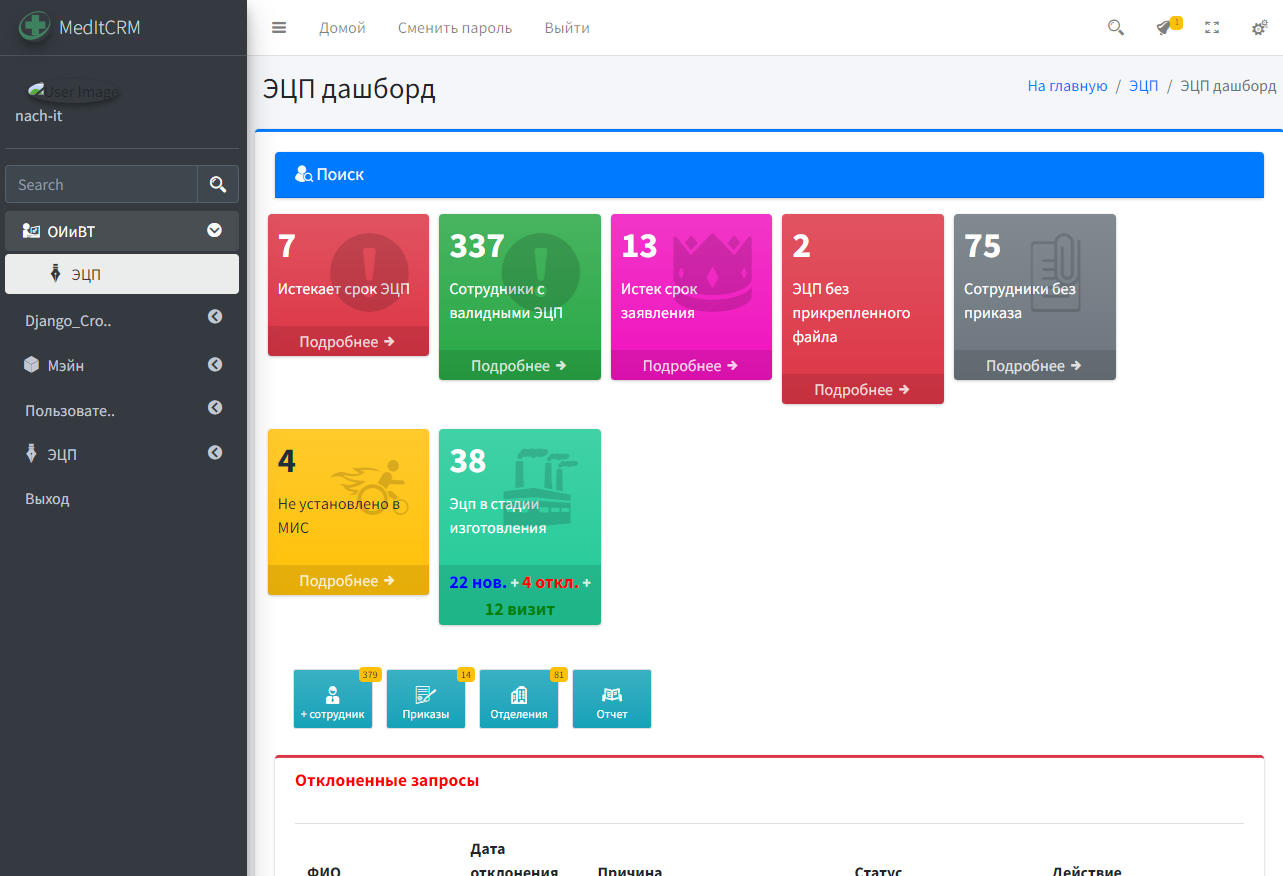 MedItCRM
Домой Сменить пароль Выйти
1
User Image
nach-it
Search
ОИиВТ
ЭЦП
Django_Cro..
Мэйн
Пользовате..
ЭЦП
Выход
ЭЦП дашборд
На главную / ЭЦП / ЭЦП дашборд
Поиск
7
Истекает срок ЭЦП
Подробнее
337
Сотрудники с
валидными ЭЦП
Подробнее
13
Истек срок
заявления
Подробнее
2
ЭЦП без
прикрепленного
файла
Подробнее
75
Сотрудники без
приказа
Подробнее
4
Не установлено в
МИС
Подробнее
38
Эцп в стадии
изготовления
22 нов. + 4 откл. +
12 визит
379
+ сотрудник
14
Приказы
81
Отделения
Отчет
Отклоненные запросы
ФИО
Дата
отклонения
Причина
Статус
Действие